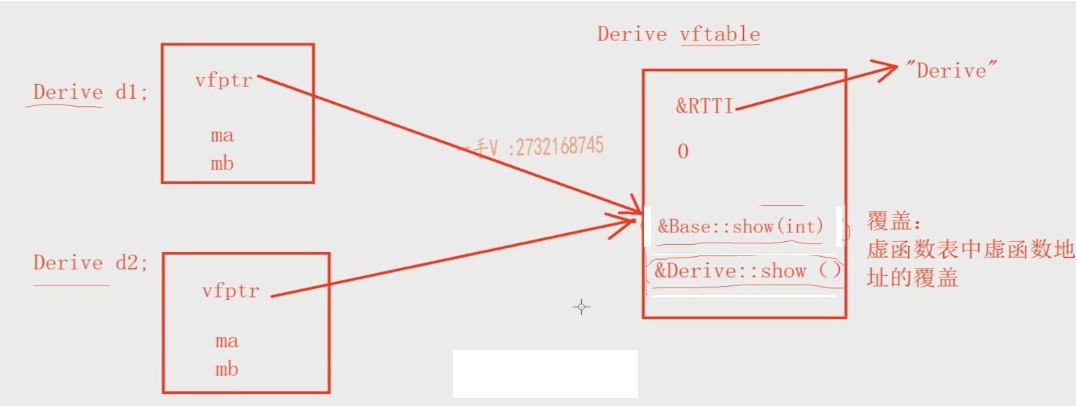 Derive vftable
Derive d1;
vfptr
ma
mb
&RTTI
"Derive"
0
一手V :2732168745
&Base::show(int)
&Derive::show ()
覆盖：
虚函数表中虚函数地
址的覆盖
Derive d2;
vfptr
ma
mb